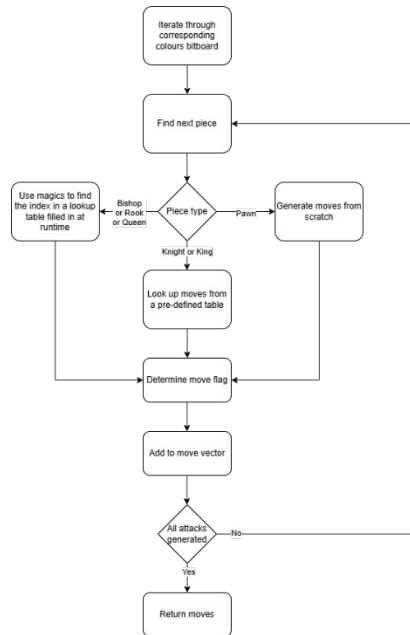 Iterate through
corresponding
colours bitboard
Find next piece
Use magics to find
the index in a lookup
table filled in at
runtime
Bishop
or Rook
or Queen
Piece type
Pawn
Generate moves from
scratch
Knight or King
Look up moves from
a pre-defined table
Determine move flag
Add to move vector
All attacks
generated
No
Yes
Return moves